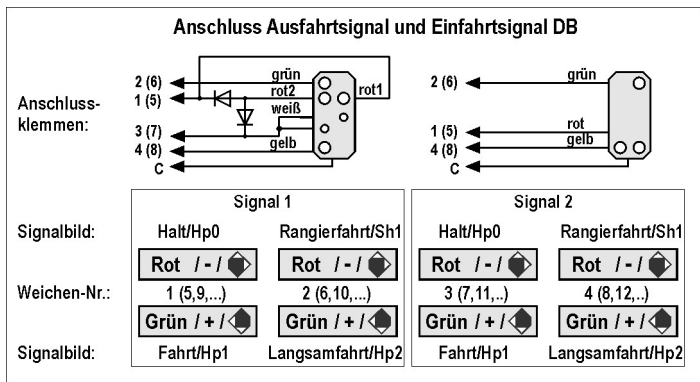 Anschluss Ausfahrtsignal und Einfahrtsignal DB
Anschluss-
klemmen:
2 (6) grün
1 (5) rot2 rot1
weiß
3 (7)
4 (8) gelb
C
2 (6) grün
1 (5) rot
4 (8) gelb
C
Signal 1 Signal 2
Signalbild: Halt/Hp0 Rangierfahrt/Sh1 Halt/Hp0 Rangierfahrt/Sh1
Rot / - / Rot / - / Rot / - / Rot / - /
Weichen-Nr.: 1 (5,9,...) 2 (6,10,...) 3 (7,11,..) 4 (8,12,..)
Grün / + / Grün / + / Grün / + / Grün / + /
Signalbild: Fahrt/Hp1 Langsamfahrt/Hp2 Fahrt/Hp1 Langsamfahrt/Hp2